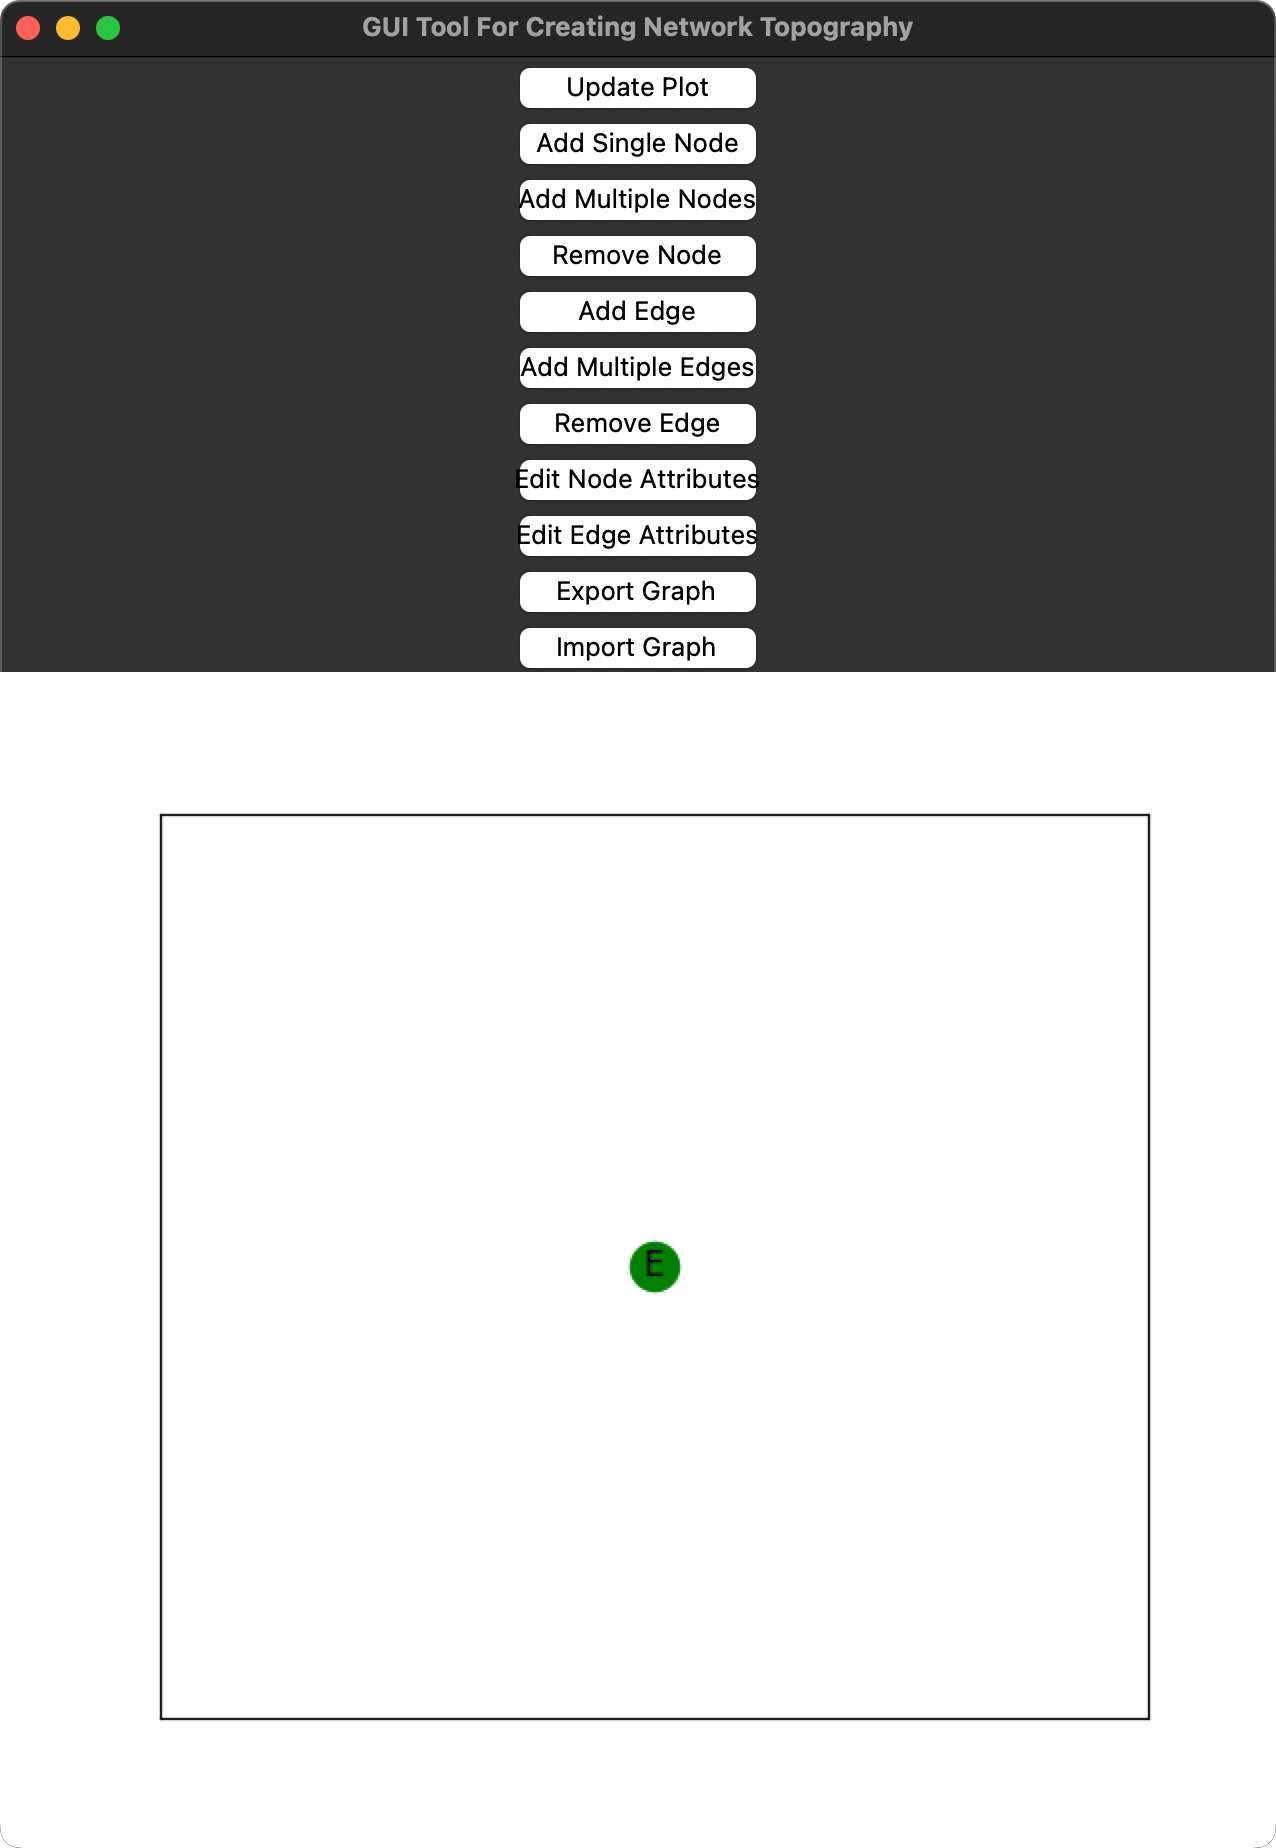 GUI Tool For Creating Network Topography
Update Plot
Add Single Node
Add Multiple Nodes
Remove Node
Add Edge
Add Multiple Edges
Remove Edge
Edit Node Attributes
Edit Edge Attributes
Export Graph
Import Graph
E